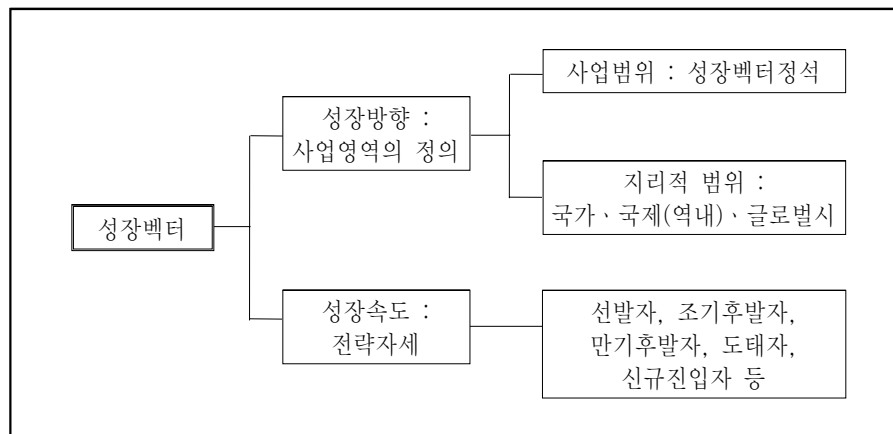 사업범위 : 성장벡터정석
성장방향 :
사업영역의 정의
지리적 범위 :
국가、국제(역내)、글로벌시
성장벡터
성장속도 :
전략자세
선발자, 조기후발자,
만기후발자, 도태자,
신규진입자 등